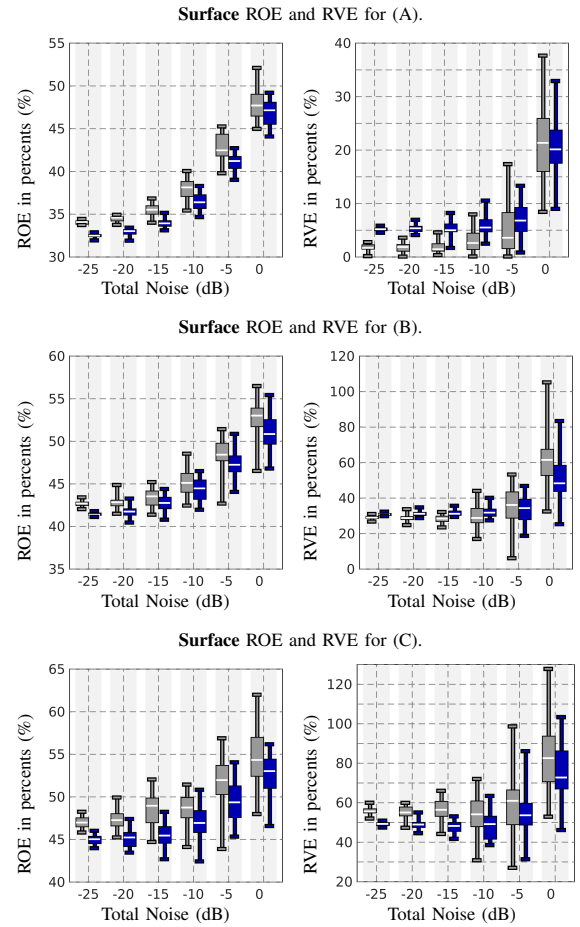 Surface ROE and RVE for (A).
ROE in percents (%)
55
50
45
40
35
30
-25 -20 -15 -10 -5 0
Total Noise (dB)
RVE in percents (%)
40
30
20
10
0
-25 -20 -15 -10 -5 0
Total Noise (dB)
Surface ROE and RVE for (B).
ROE in percents (%)
60
55
50
45
40
35
-25 -20 -15 -10 -5 0
Total Noise (dB)
RVE in percents (%)
120
100
80
60
40
20
0
-25 -20 -15 -10 -5 0
Total Noise (dB)
Surface ROE and RVE for (C).
ROE in percents (%)
65
60
55
50
45
40
-25 -20 -15 -10 -5 0
Total Noise (dB)
RVE in percents (%)
120
100
80
60
40
20
-25 -20 -15 -10 -5 0
Total Noise (dB)